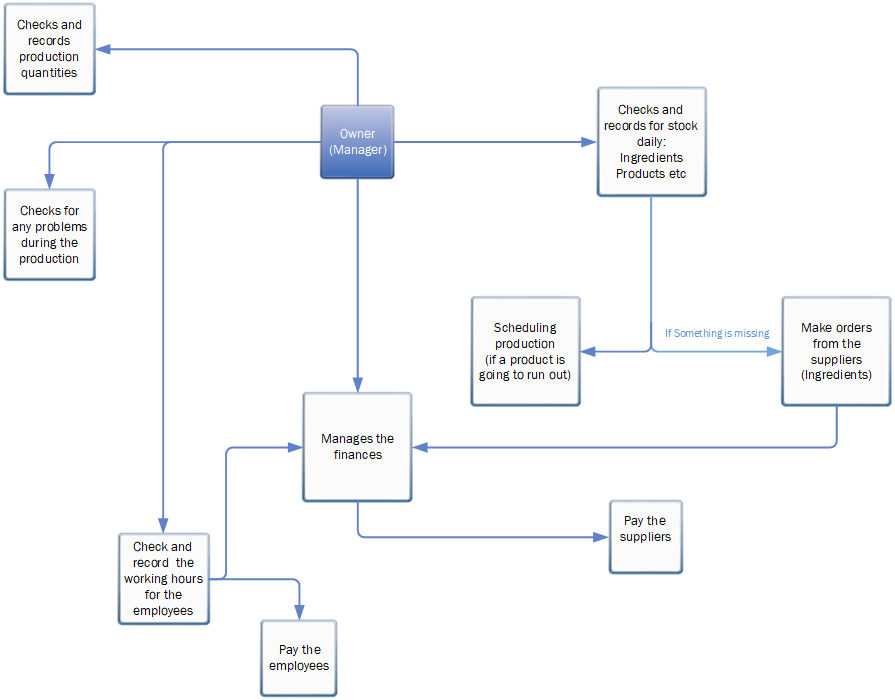 Checks and
records
production
quantities
Owner
(Manager)
Checks and
records for stock
daily:
Ingredients
Products etc
Checks for
any problems
during the
production
Scheduling
production
(if a product is
going to run out)
If Something is missing
Make orders
from the
suppliers
(Ingredients)
Manages the
finances
Pay the
suppliers
Check and
record the
working hours
for the
employees
Pay the
employees